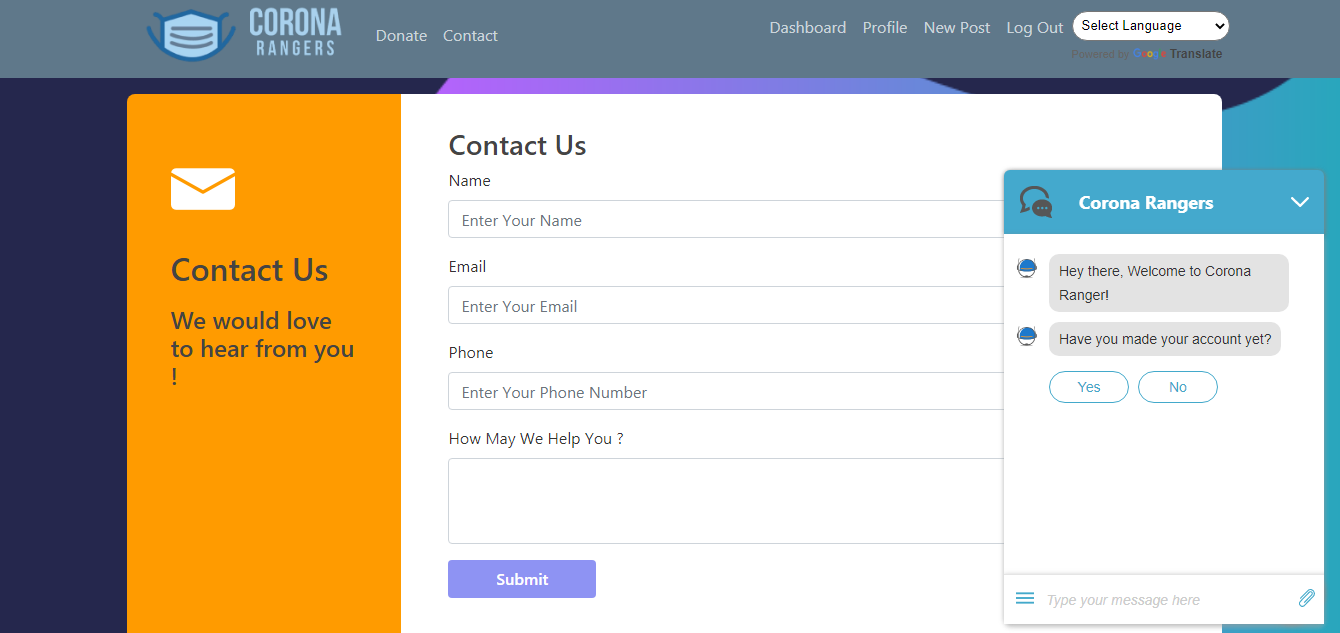 CORONA
RANGERS
Donate Contact
Dashboard Profile New Post Log Out Select Language
Powered by Google Translate
Contact Us
We would love
to hear from you
!
Contact Us
Name
Enter Your Name
Email
Enter Your Email
Phone
Enter Your Phone Number
How May We Help You ?
Submit
Corona Rangers
Hey there, Welcome to Corona
Ranger!
Have you made your account yet?
Yes No
Type your message here